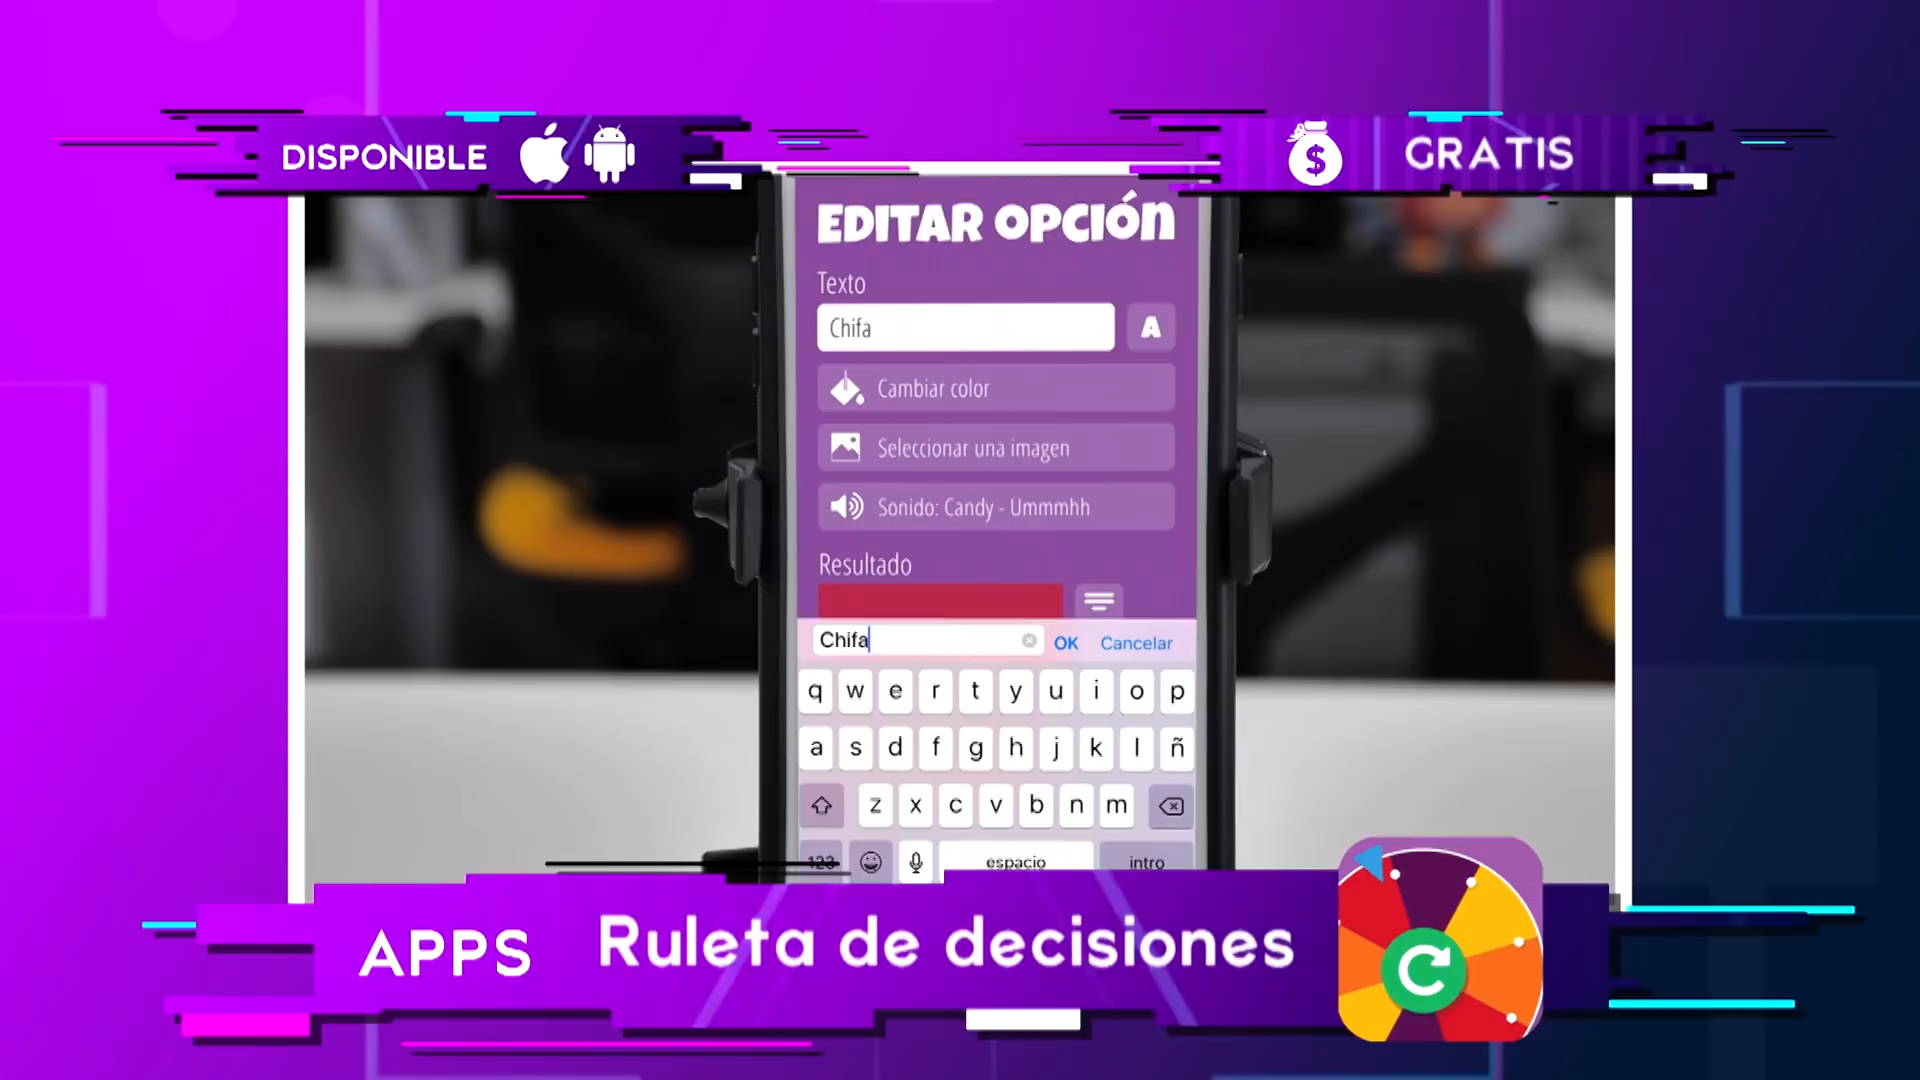 DISPONIBLE
$ GRATIS
EDITAR OPCIÓN
Texto
Chifa
A
Cambiar color
Seleccionar una imagen
Sonido: Candy - Ummmhh
Resultado
Chifa OK Cancelar
q w e r t y u i o p
a s d f g h j k l ñ
z x c v b n m
123 espacio intro
APPS Ruleta de decisiones